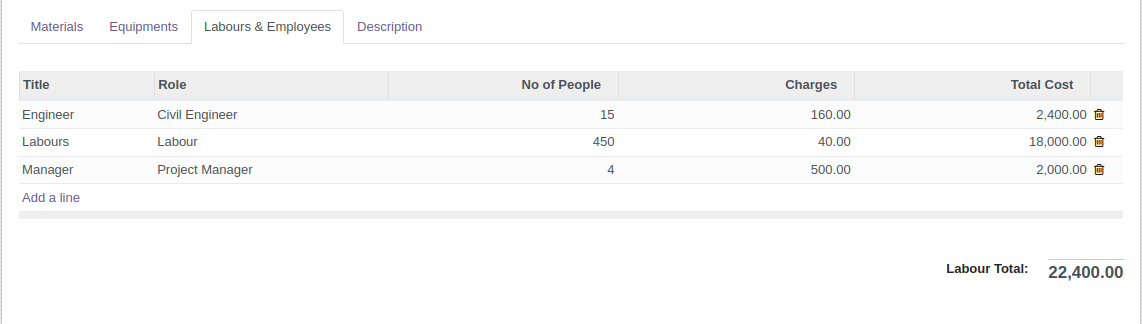 Materials Equipments Labours & Employees Description
Title Role No of People Charges Total Cost
Engineer Civil Engineer 15 160.00 2,400.00
Labours Labour 450 40.00 18,000.00
Manager Project Manager 4 500.00 2,000.00
Add a line
Labour Total: 22,400.00